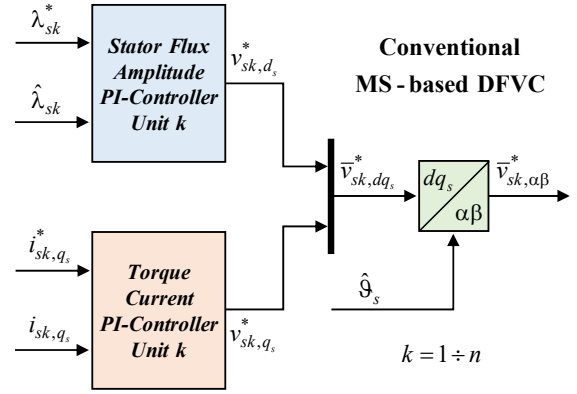 λ*sk
λ̂sk
Stator Flux
Amplitude
PI-Controller
Unit k
v*sk,ds
Conventional
MS - based DFVC
v̅*sk,dqs
dqs
αβ
v̅*sk,αβ
i*sk,qs
isk,qs
Torque
Current
PI-Controller
Unit k
v*sk,qs
ϑ̂s
k = 1 ÷ n